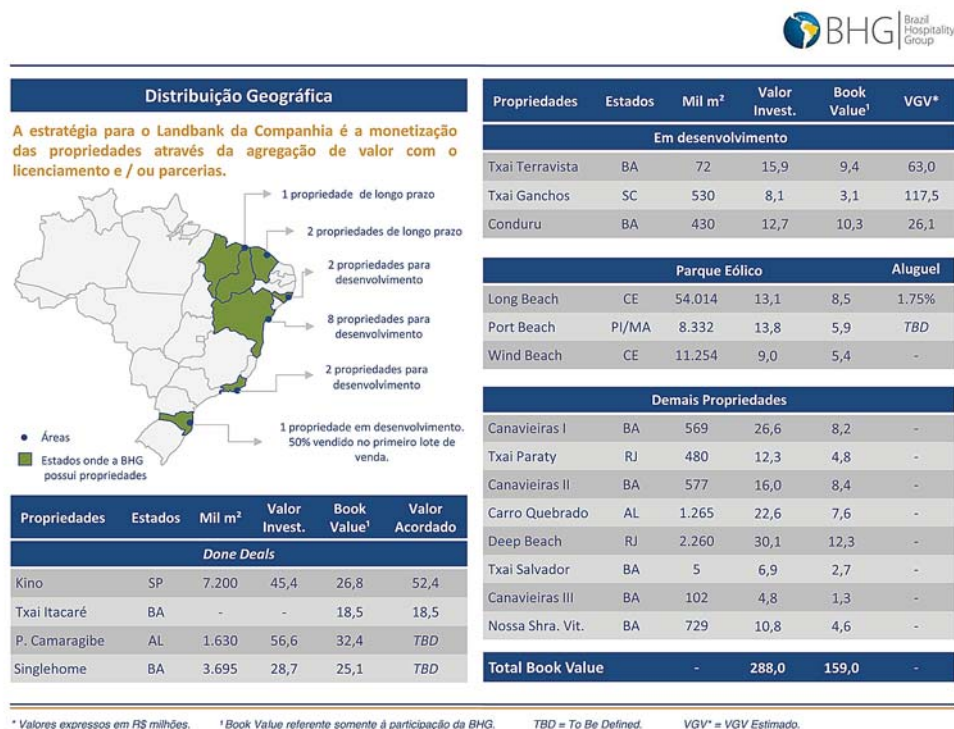 BHG Brazil Hospitality Group
Distribuição Geográfica
A estratégia para o Landbank da Companhia é a monetização
das propriedades através da agregação de valor com o
licenciamento e / ou parcerias.
1 propriedade de longo prazo
2 propriedades de longo prazo
2 propriedades para
desenvolvimento
8 propriedades para
desenvolvimento
2 propriedades para
desenvolvimento
1 propriedade em desenvolvimento.
50% vendido no primeiro lote de
venda.
Áreas
Estados onde a BHG
possui propriedades
Propriedades Estados Mil m² Valor Invest. Book Value¹ Valor Acordado
Done Deals
Kino SP 7.200 45,4 26,8 52,4
Txai Itacaré BA - - 18,5 18,5
P. Camaragibe AL 1.630 56,6 32,4 TBD
Singlehome BA 3.695 28,7 25,1 TBD
Propriedades Estados Mil m² Valor Invest. Book Value¹ VGV*
Em desenvolvimento
Txai Terravista BA 72 15,9 9,4 63,0
Txai Ganchos SC 530 8,1 3,1 117,5
Conduru BA 430 12,7 10,3 26,1
Parque Eólico Aluguel
Long Beach CE 54.014 13,1 8,5 1.75%
Port Beach PI/MA 8.332 13,8 5,9 TBD
Wind Beach CE 11.254 9,0 5,4 -
Demais Propriedades
Canavieiras I BA 569 26,6 8,2 -
Txai Paraty RJ 480 12,3 4,8 -
Canavieiras II BA 577 16,0 8,4 -
Carro Quebrado AL 1.265 22,6 7,6 -
Deep Beach RJ 2.260 30,1 12,3 -
Txai Salvador BA 5 6,9 2,7 -
Canavieiras III BA 102 4,8 1,3 -
Nossa Shra. Vit. BA 729 10,8 4,6 -
Total Book Value - 288,0 159,0 -
* Valores expressos em R$ milhões. ¹ Book Value referente somente à participação da BHG. TBD = To Be Defined. VGV* = VGV Estimado.